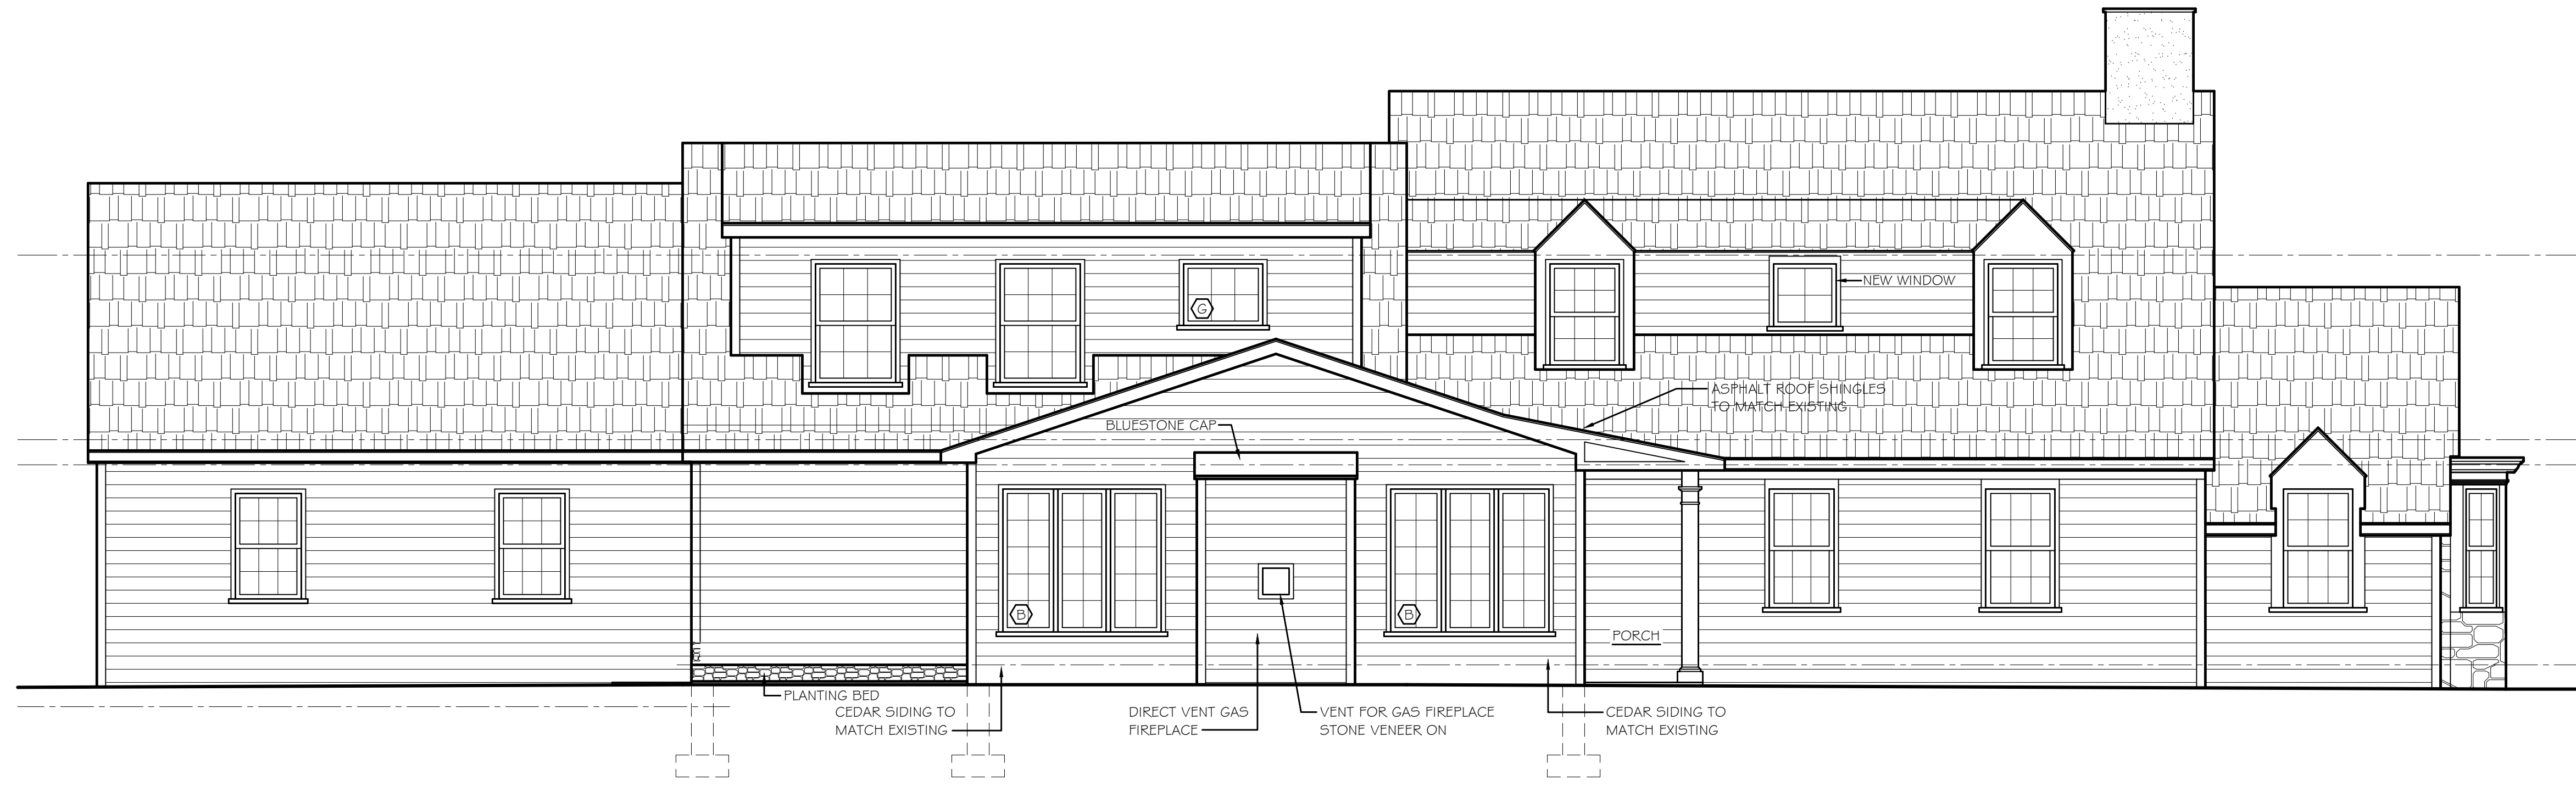 G
NEW WINDOW
ASPHALT ROOF SHINGLES
TO MATCH EXISTING
BLUESTONE CAP
B
B
PORCH
PLANTING BED
CEDAR SIDING TO
MATCH EXISTING
DIRECT VENT GAS
FIREPLACE
VENT FOR GAS FIREPLACE
STONE VENEER ON
CEDAR SIDING TO
MATCH EXISTING